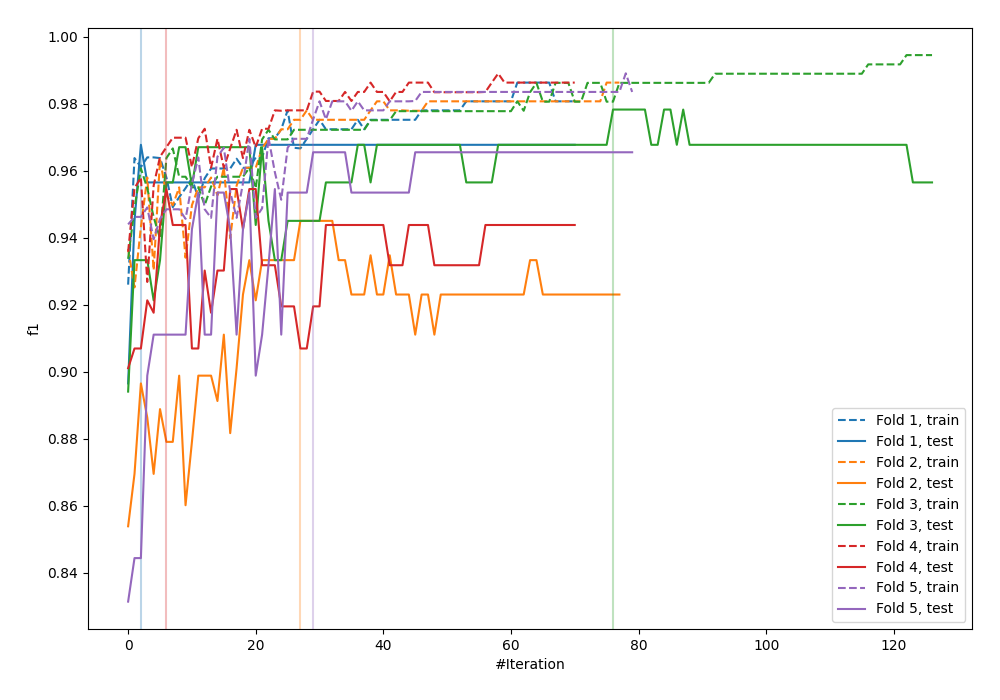 1.00
0.98
0.96
0.94
0.92
0.90
0.88
0.86
0.84
f1
0
20
40
60
80
100
120
#Iteration
Fold 1, train
Fold 1, test
Fold 2, train
Fold 2, test
Fold 3, train
Fold 3, test
Fold 4, train
Fold 4, test
Fold 5, train
Fold 5, test